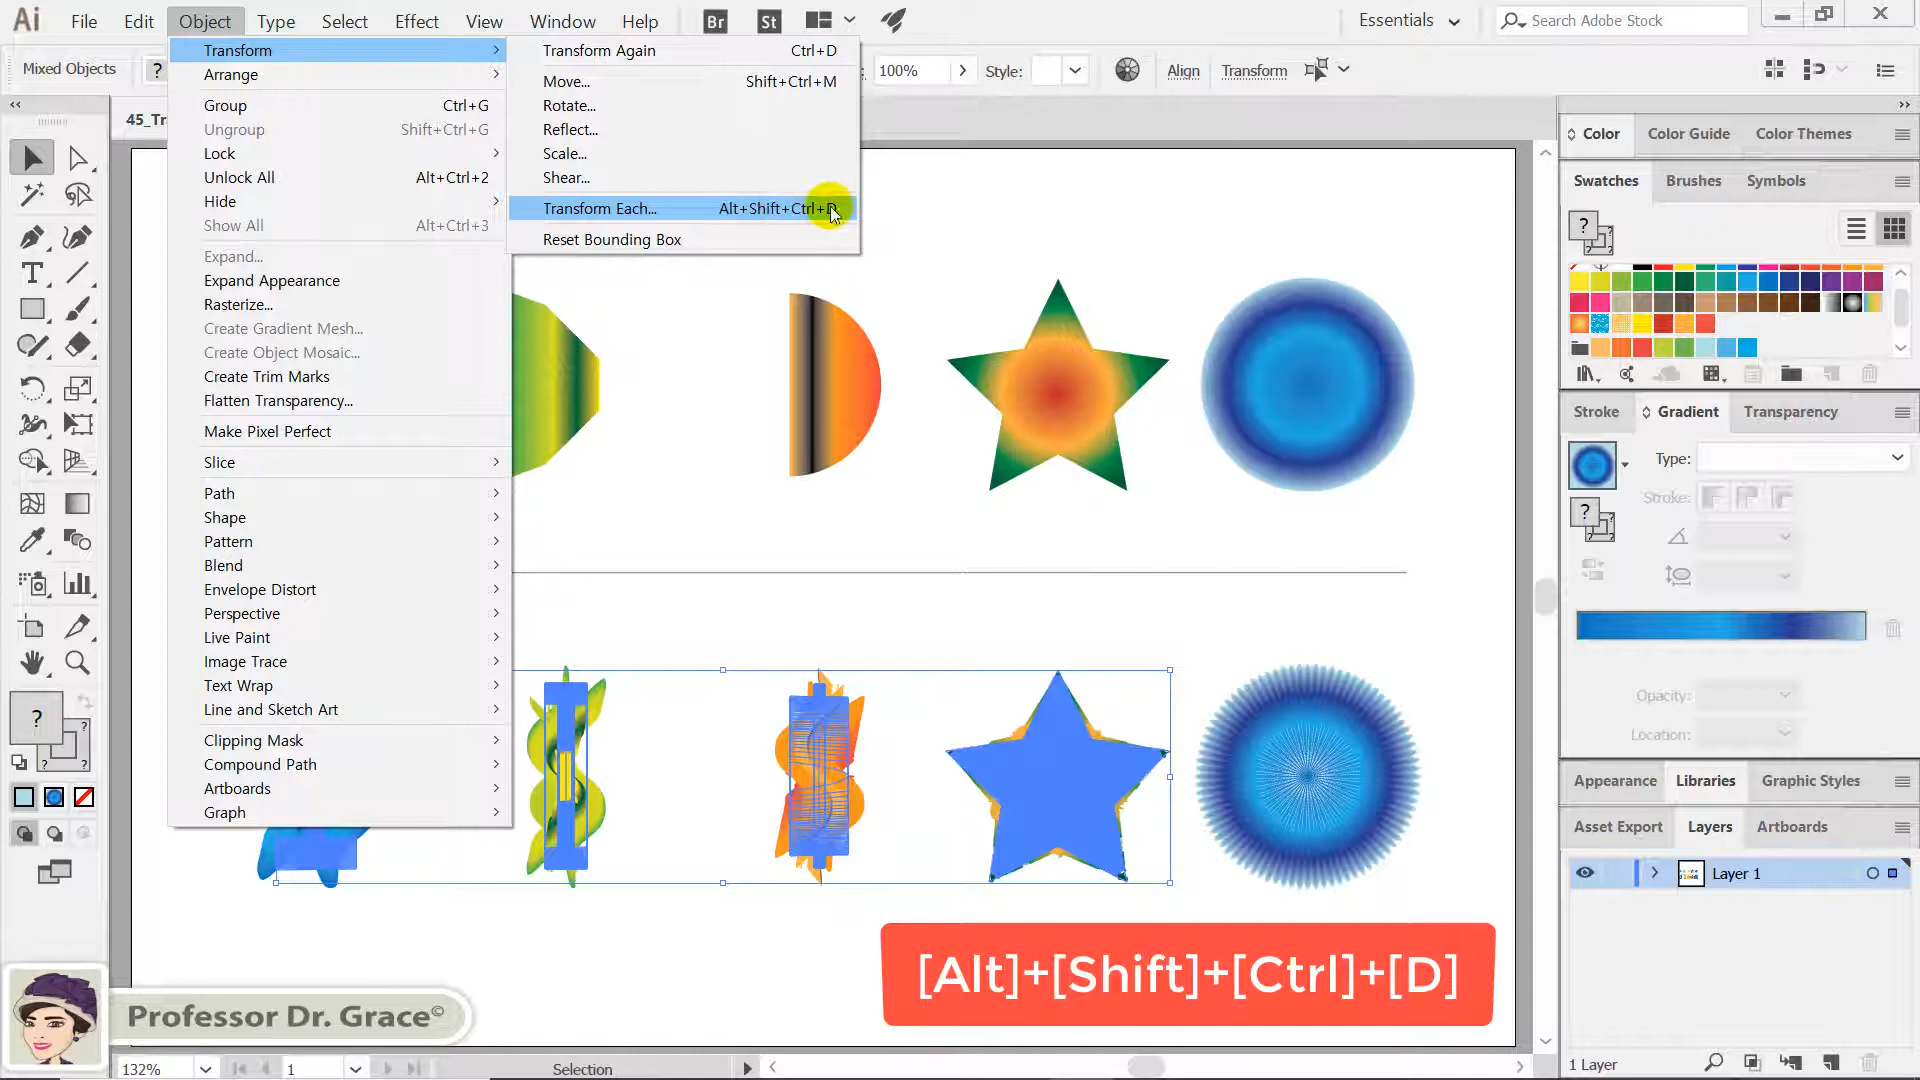 Ai File Edit Object Type Select Effect View Window Help Br St Essentials Search Adobe Stock
Mixed Objects ? : 100% Style: Align Transform
Transform
Arrange
Group Ctrl+G
Ungroup Shift+Ctrl+G
Lock
Unlock All Alt+Ctrl+2
Hide
Show All Alt+Ctrl+3
Expand...
Expand Appearance
Rasterize...
Create Gradient Mesh...
Create Object Mosaic...
Create Trim Marks
Flatten Transparency...
Make Pixel Perfect
Slice
Path
Shape
Pattern
Blend
Envelope Distort
Perspective
Live Paint
Image Trace
Text Wrap
Line and Sketch Art
Clipping Mask
Compound Path
Artboards
Graph
Transform Again Ctrl+D
Move... Shift+Ctrl+M
Rotate...
Reflect...
Scale...
Shear...
Transform Each... Alt+Shift+Ctrl+D
Reset Bounding Box
45_Tr
Color Color Guide Color Themes
Swatches Brushes Symbols
?
Stroke Gradient Transparency
Type:
Stroke:
?
Opacity:
Location:
Appearance Libraries Graphic Styles
Asset Export Layers Artboards
Layer 1
1 Layer
?
? ?
[Alt]+[Shift]+[Ctrl]+[D]
Professor Dr. Grace©
132% 1 Selection